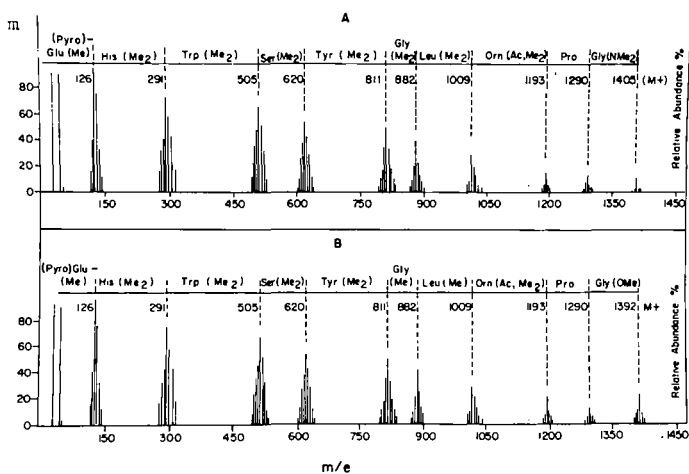 m
A
(Pyro)-
Glu (Me) His (Me2) Trp (Me2) Ser (Me2) Tyr (Me2) Gly (Me2) Leu (Me2) Orn (Ac, Me2) Pro Gly (NMe2)
126 291 505 620 811 882 1009 1193 1290 1405 (M+)
80
60
40
20
0
Relative Abundance %
150 300 450 600 750 900 1050 1200 1350 1450
B
(Pyro)Glu-
(Me) His (Me2) Trp (Me2) Ser (Me2) Tyr (Me2) Gly (Me) Leu (Me) Orn (Ac, Me2) Pro Gly (OMe)
126 291 505 620 811 882 1009 1193 1290 1392 M+
80
60
40
20
0
Relative Abundance %
150 300 450 600 750 900 1050 1200 1350 1450
m/e